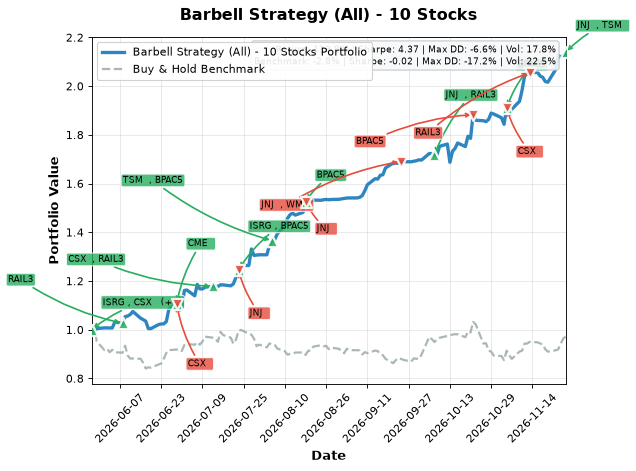 Barbell Strategy (All) - 10 Stocks
JNJ, TSM
Barbell Strategy (All) - 10 Stocks Portfolio
Buy & Hold Benchmark
rpe: 4.37 | Max DD: -6.6% | Vol: 17.8%
Benchmark: -2.8% | Sharpe: -0.02 | Max DD: -17.2% | Vol: 22.5%
JNJ, RAIL3
RAIL3
BPAC5
CSX
TSM, BPAC5
BPAC5
JNJ, WM
JNJ
ISRG, BPAC5
CME
CSX, RAIL3
RAIL3
ISRG, CSX (+
JNJ
CSX
Portfolio Value
2.2
2.0
1.8
1.6
1.4
1.2
1.0
0.8
2026-06-07
2026-06-23
2026-07-09
2026-07-25
2026-08-10
2026-08-26
2026-09-11
2026-09-27
2026-10-13
2026-10-29
2026-11-14
Date